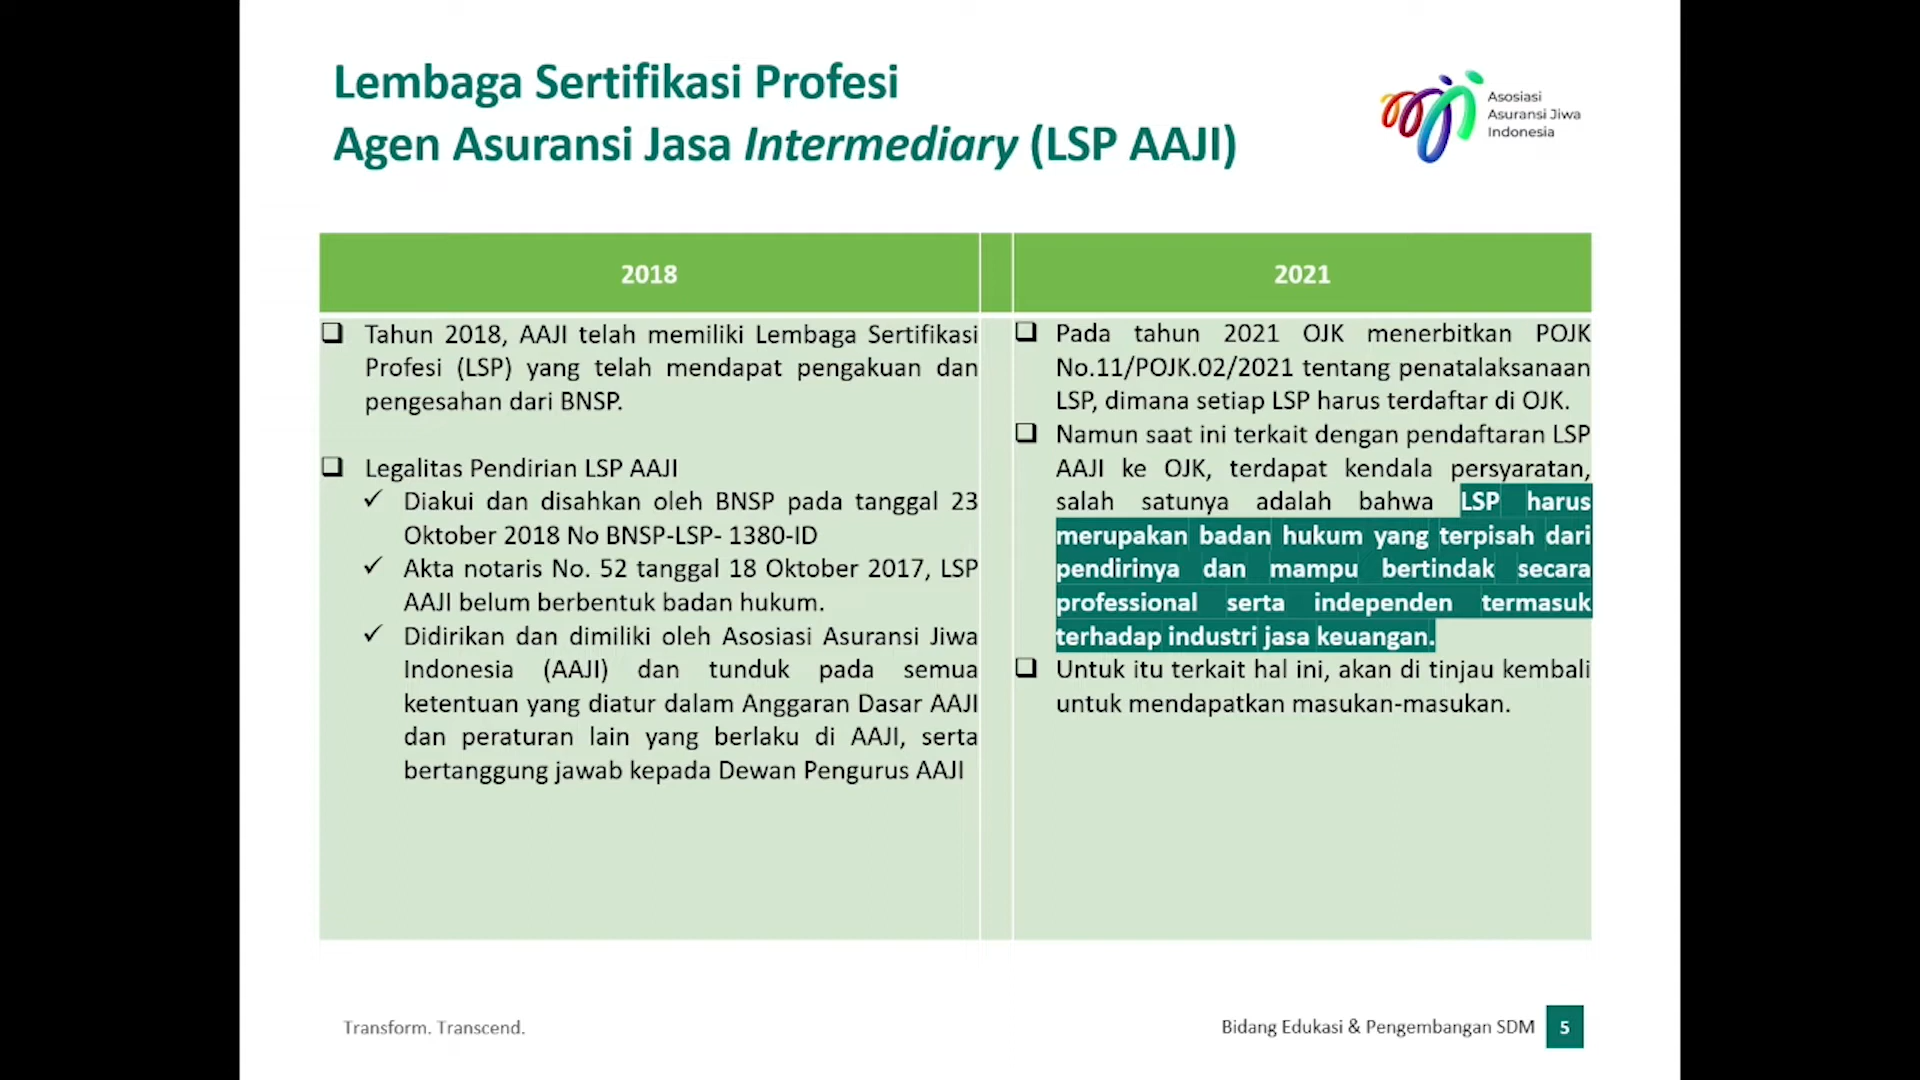 Lembaga Sertifikasi Profesi
Agen Asuransi Jasa Intermediary (LSP AAJI)
Asosiasi
Asuransi Jiwa
Indonesia
2018
Tahun 2018, AAJI telah memiliki Lembaga Sertifikasi
Profesi (LSP) yang telah mendapat pengakuan dan
pengesahan dari BNSP.
Legalitas Pendirian LSP AAJI
Diakui dan disahkan oleh BNSP pada tanggal 23
Oktober 2018 No BNSP-LSP- 1380-ID
Akta notaris No. 52 tanggal 18 Oktober 2017, LSP
AAJI belum berbentuk badan hukum.
Didirikan dan dimiliki oleh Asosiasi Asuransi Jiwa
Indonesia (AAJI) dan tunduk pada semua
ketentuan yang diatur dalam Anggaran Dasar AAJI
dan peraturan lain yang berlaku di AAJI, serta
bertanggung jawab kepada Dewan Pengurus AAJI
2021
Pada tahun 2021 OJK menerbitkan POJK
No.11/POJK.02/2021 tentang penatalaksanaan
LSP, dimana setiap LSP harus terdaftar di OJK.
Namun saat ini terkait dengan pendaftaran LSP
AAJI ke OJK, terdapat kendala persyaratan,
salah satunya adalah bahwa LSP harus
merupakan badan hukum yang terpisah dari
pendirinya dan mampu bertindak secara
professional serta independen termasuk
terhadap industri jasa keuangan.
Untuk itu terkait hal ini, akan di tinjau kembali
untuk mendapatkan masukan-masukan.
Transform. Transcend.
Bidang Edukasi & Pengembangan SDM 5